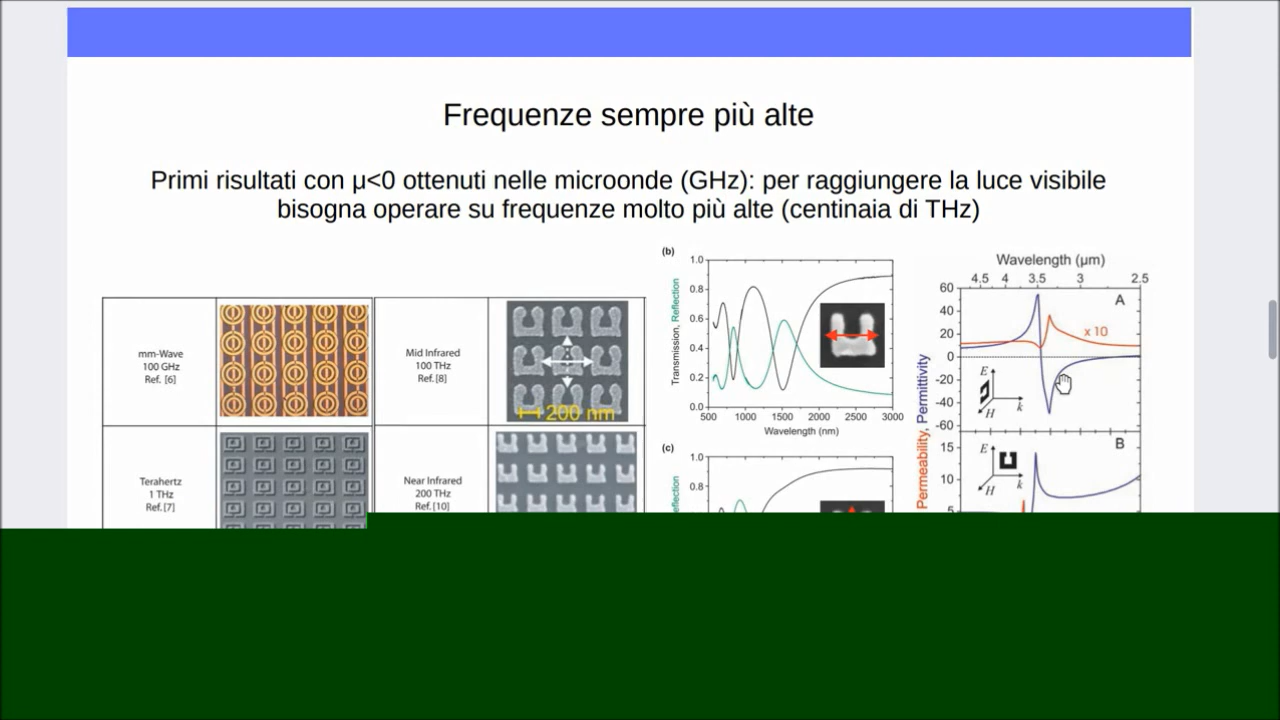 Frequenze sempre più alte
Primi risultati con μ<0 ottenuti nelle microonde (GHz): per raggiungere la luce visibile
bisogna operare su frequenze molto più alte (centinaia di THz)
mm-Wave
100 GHz
Ref. [6]
Mid Infrared
100 THz
Ref.[8]
200 nm
Terahertz
1 THz
Ref.[7]
Near Infrared
200 THz
Ref.[10]
(b)
Transmission, Reflection
1.0
0.8
0.6
0.4
0.2
0.0
500 1000 1500 2000 2500 3000
Wavelength (nm)
(c)
1.0
0.8
Wavelength (μm)
4.5 4 3.5 3 2.5
Permeability, Permittivity
60
40
20
0
-20
-40
-60
A
x 10
E
H k
15
10
5
B
E
H k